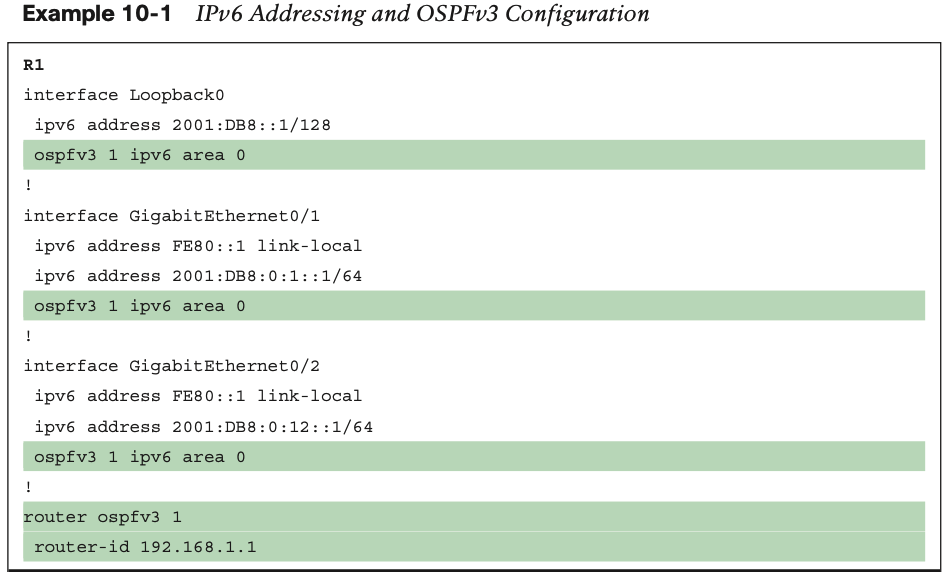 Example 10-1 IPv6 Addressing and OSPFv3 Configuration
R1
interface Loopback0
 ipv6 address 2001:DB8::1/128
 ospfv3 1 ipv6 area 0
!
interface GigabitEthernet0/1
 ipv6 address FE80::1 link-local
 ipv6 address 2001:DB8:0:1::1/64
 ospfv3 1 ipv6 area 0
!
interface GigabitEthernet0/2
 ipv6 address FE80::1 link-local
 ipv6 address 2001:DB8:0:12::1/64
 ospfv3 1 ipv6 area 0
!
router ospfv3 1
 router-id 192.168.1.1